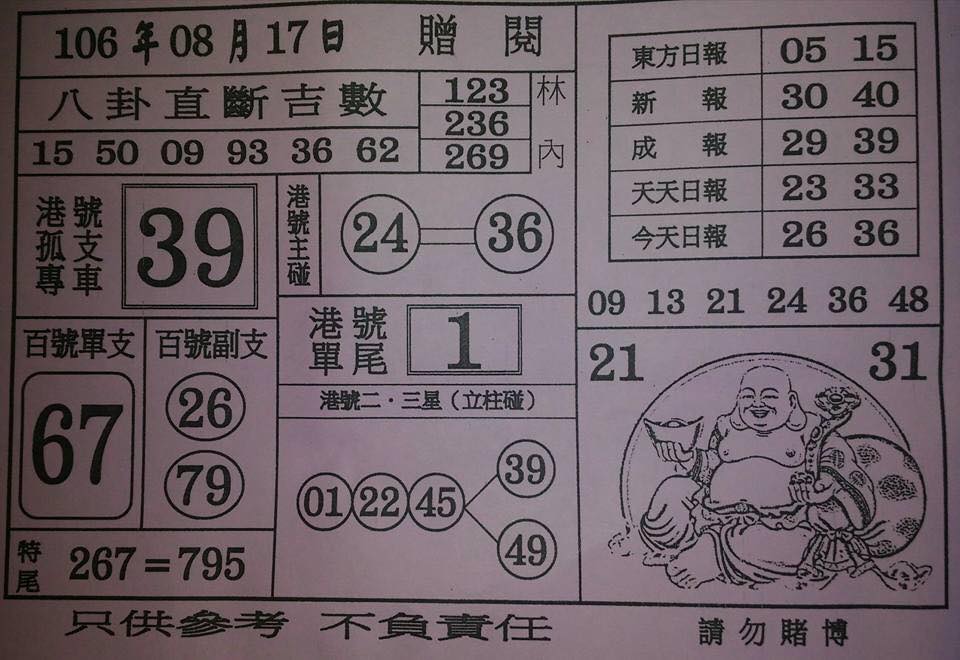 106年08月17日 贈閱
八卦直斷吉數
15 50 09 93 36 62
123
236
269
林內
港號孤支專車
39
港號主碰
24 36
港號單尾
1
百號單支
67
百號副支
26
79
港號二·三星（立柱碰）
01 22 45
39
49
特尾
267=795
東方日報 05 15
新報 30 40
成報 29 39
天天日報 23 33
今天日報 26 36
09 13 21 24 36 48
21 31
只供參考 不負責任
請勿賭博